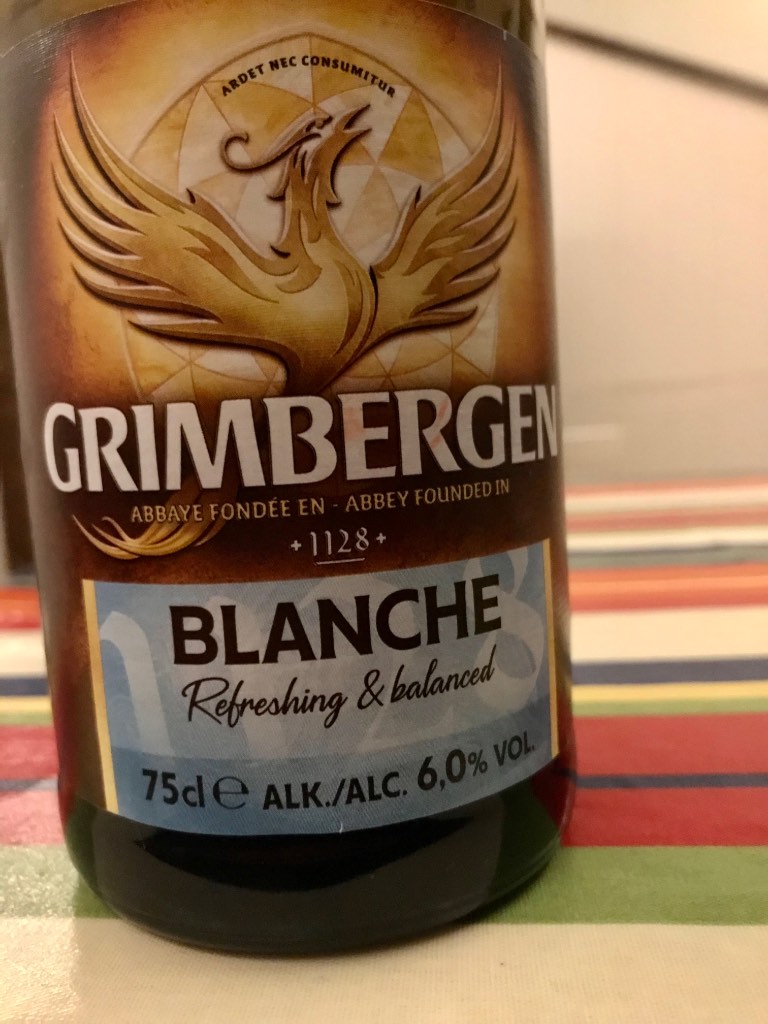 ARDET NEC CONSUMITUR
GRIMBERGEN
ABBAYE FONDÉE EN - ABBEY FOUNDED IN
+1128+
BLANCHE
Refreshing & balanced
75cl ℮ ALK./ALC. 6,0% VOL.